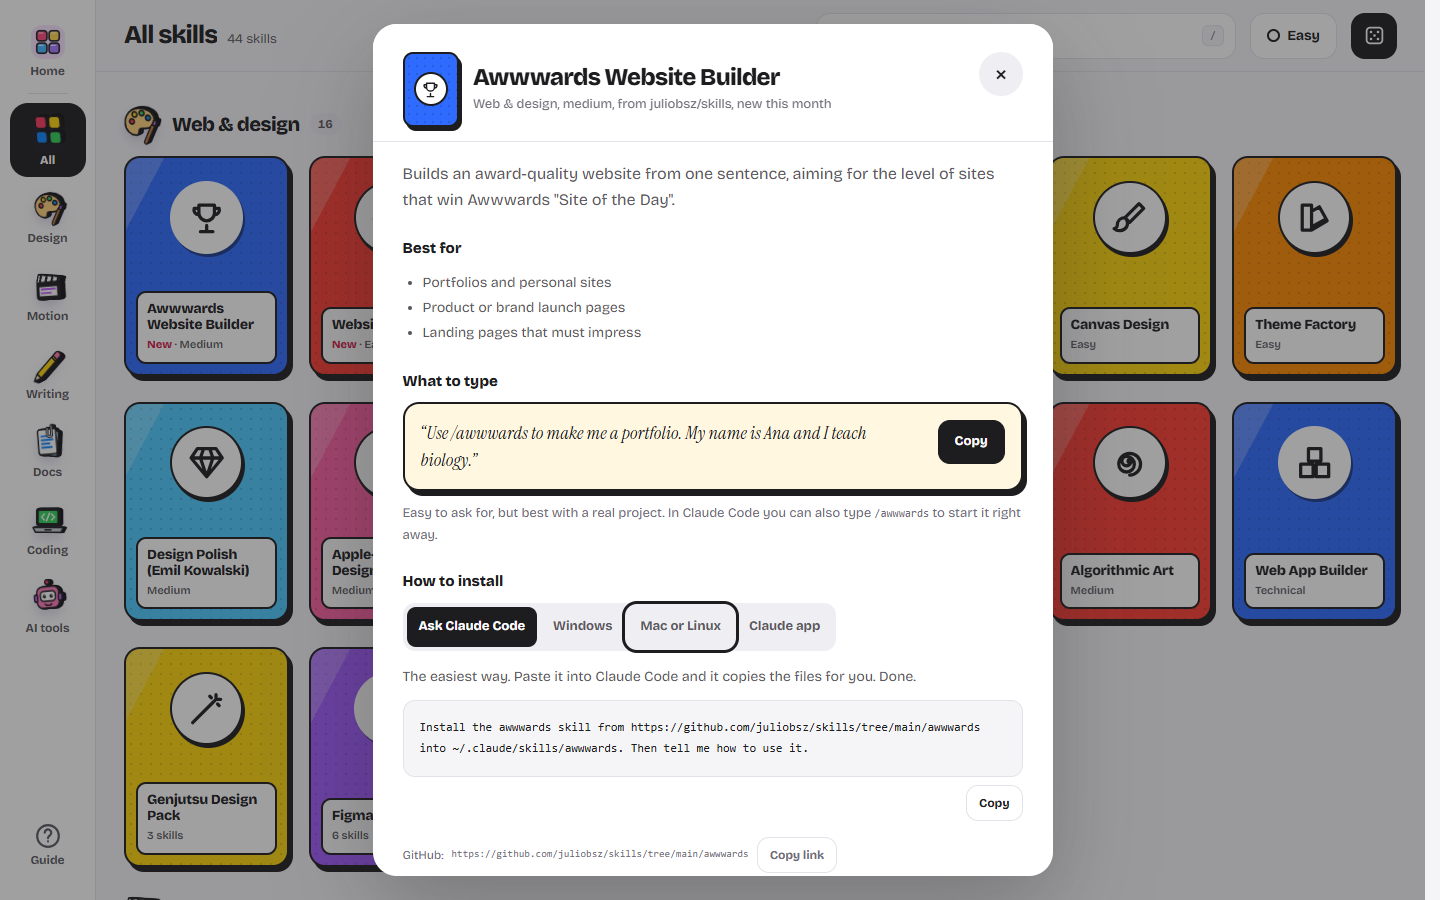 All skills 44 skills
/
Easy
Home
All
Design
Motion
Writing
Docs
Coding
AI tools
Guide
Web & design 16
Awwwards
Website Builder
New · Medium
New
Canvas Design
Easy
Theme Factory
Easy
Design Polish
(Emil Kowalski)
Medium
Medium
Algorithmic Art
Medium
Web App Builder
Technical
Genjutsu Design
Pack
3 skills
6 skills
Awwwards Website Builder
Web & design, medium, from juliobsz/skills, new this month
Builds an award-quality website from one sentence, aiming for the level of sites
that win Awwwards "Site of the Day".
Best for
• Portfolios and personal sites
• Product or brand launch pages
• Landing pages that must impress
What to type
“Use /awwwards to make me a portfolio. My name is Ana and I teach
biology.”
Copy
Easy to ask for, but best with a real project. In Claude Code you can also type /awwwards to start it right
away.
How to install
Ask Claude Code Windows Mac or Linux Claude app
The easiest way. Paste it into Claude Code and it copies the files for you. Done.
Install the awwwards skill from https://github.com/juliobsz/skills/tree/main/awwwards
into ~/.claude/skills/awwwards. Then tell me how to use it.
Copy
GitHub: https://github.com/juliobsz/skills/tree/main/awwwards Copy link